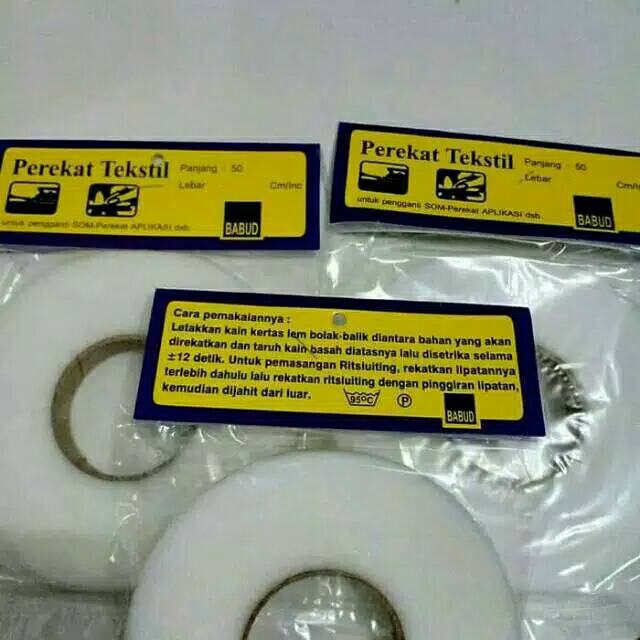 Perekat Tekstil
Panjang : 50
Lebar Cm/Inc
untuk pengganti SOM-Perekat APLIKASI dsb.
BABUD
Perekat Tekstil
Panjang : 50
Lebar Cm/
untuk pengganti SOM-Perekat APLIKASI dsb.
BABUD
Cara pemakaiannya :
Letakkan kain kertas lem bolak-balik diantara bahan yang akan
direkatkan dan taruh kain basah diatasnya lalu disetrika selama
±12 detik. Untuk pemasangan Ritsluiting, rekatkan lipatannya
terlebih dahulu lalu rekatkan ritsluiting dengan pinggiran lipatan,
kemudian dijahit dari luar.
95°C
P
BABUD